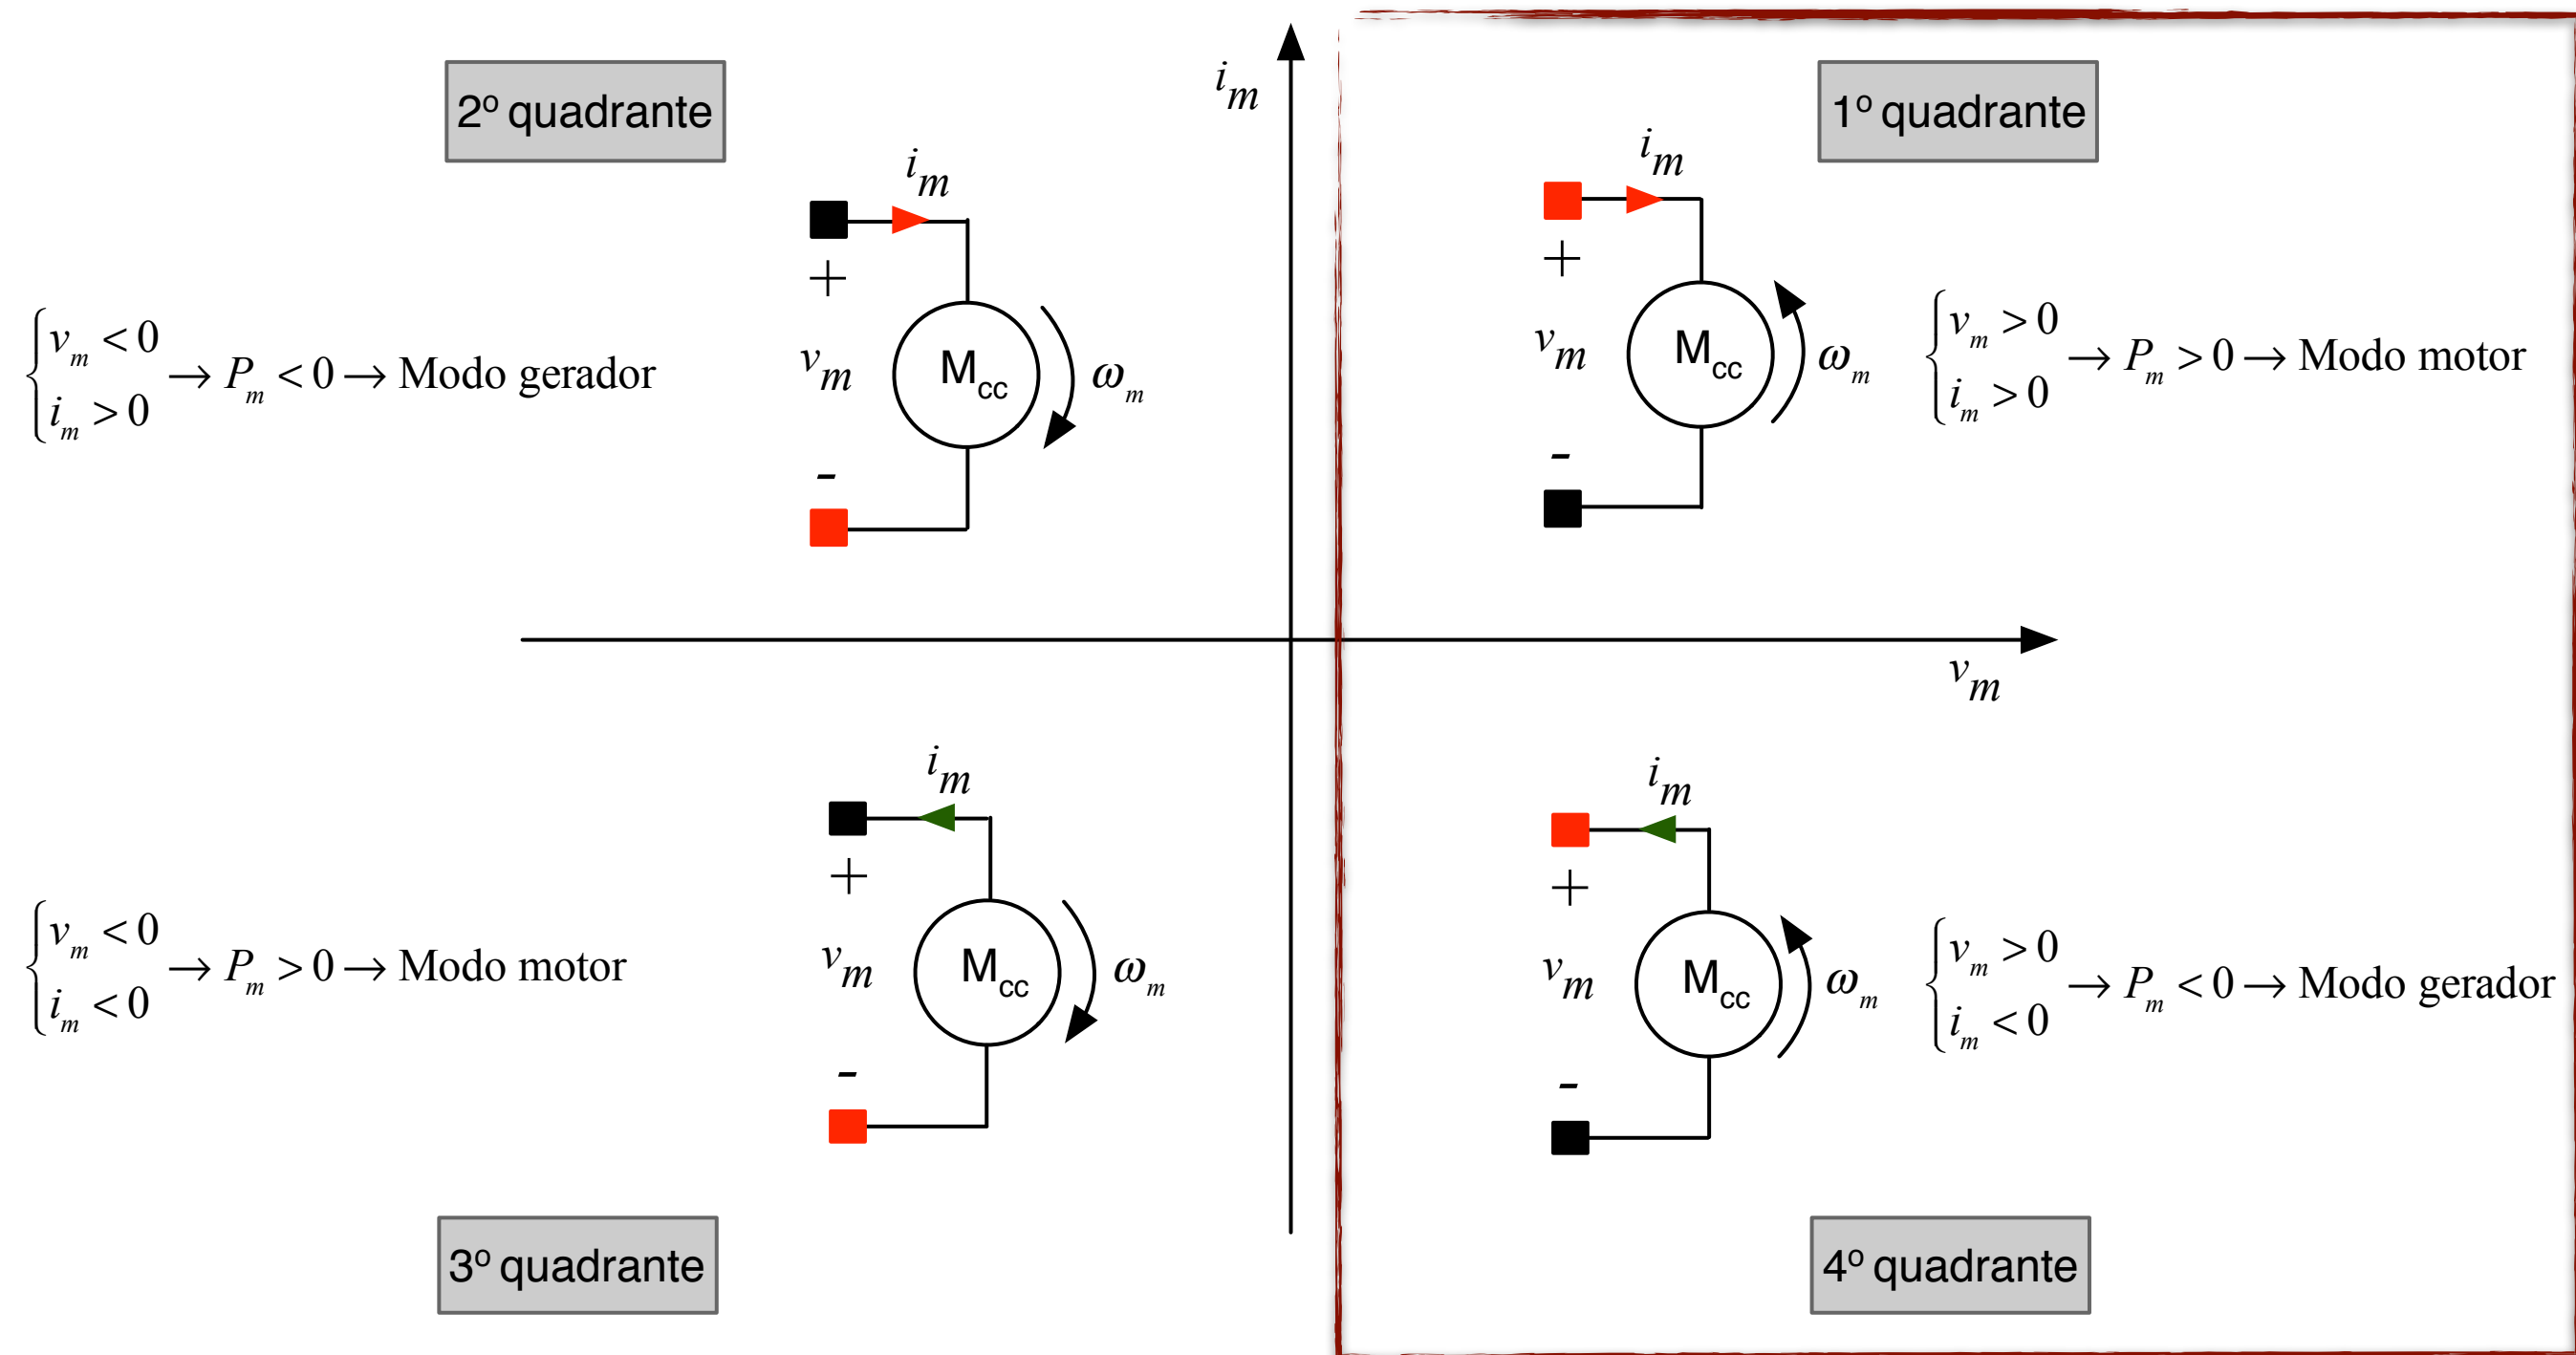 2º quadrante
i_m
1º quadrante
i_m
+
v_m
-
M_cc
ω_m
{v_m < 0
i_m > 0
→ P_m < 0 → Modo gerador
i_m
+
v_m
-
M_cc
ω_m
{v_m > 0
i_m > 0
→ P_m > 0 → Modo motor
v_m
i_m
+
v_m
-
M_cc
ω_m
{v_m < 0
i_m < 0
→ P_m > 0 → Modo motor
i_m
+
v_m
-
M_cc
ω_m
{v_m > 0
i_m < 0
→ P_m < 0 → Modo gerador
3º quadrante
4º quadrante